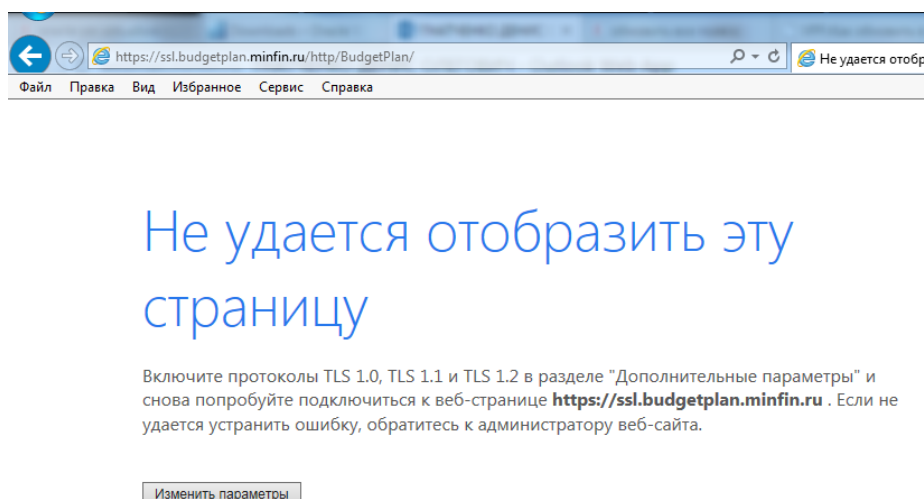 https://ssl.budgetplan.minfin.ru/http/BudgetPlan/
Не удается отобр
Файл Правка Вид Избранное Сервис Справка
Не удается отобразить эту
страницу
Включите протоколы TLS 1.0, TLS 1.1 и TLS 1.2 в разделе "Дополнительные параметры" и
снова попробуйте подключиться к веб-странице https://ssl.budgetplan.minfin.ru . Если не
удается устранить ошибку, обратитесь к администратору веб-сайта.
Изменить параметры